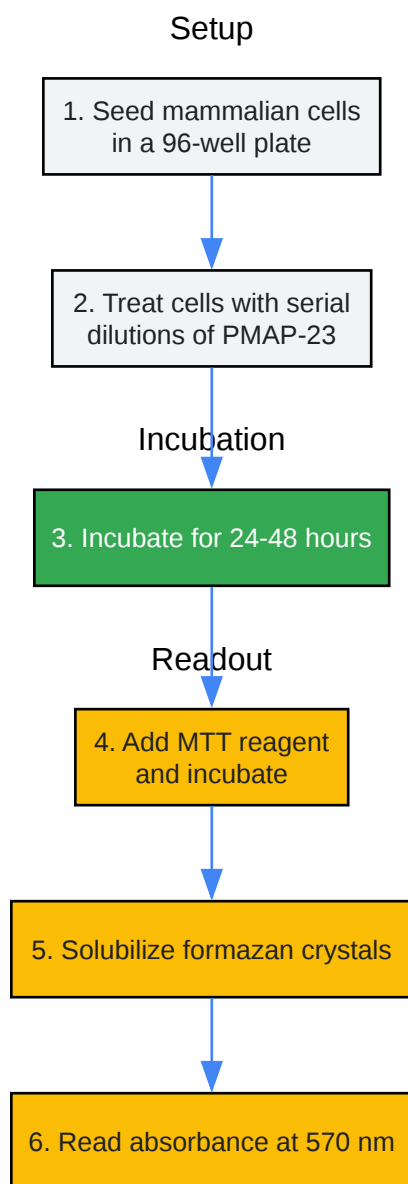 Setup
1. Seed mammalian cells
in a 96-well plate
2. Treat cells with serial
dilutions of PMAP-23
Incubation
3. Incubate for 24-48 hours
Readout
4. Add MTT reagent
and incubate
5. Solubilize formazan crystals
6. Read absorbance at 570 nm